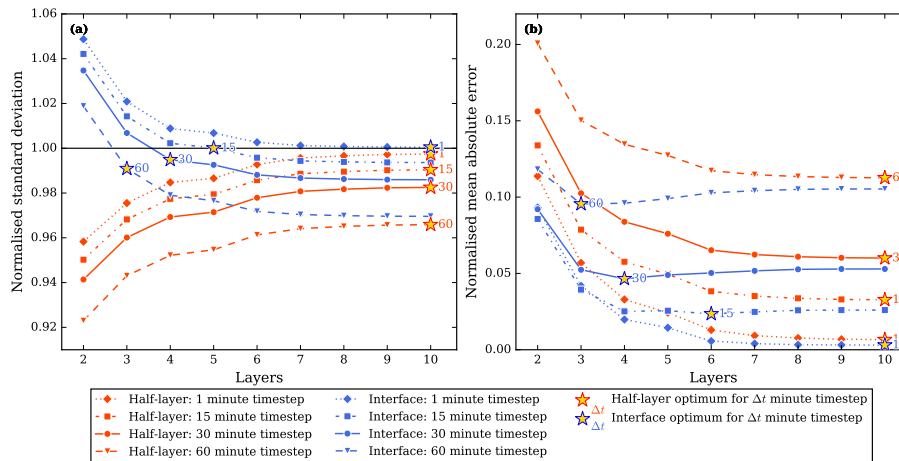 (a)
1.06
1.04
1.02
1.00
0.98
0.96
0.94
0.92
Normalised standard deviation
2 3 4 5 6 7 8 9 10
Layers
60
30
15
1
1
15
30
60
(b)
0.20
0.15
0.10
0.05
0.00
Normalised mean absolute error
2 3 4 5 6 7 8 9 10
Layers
60
30
15
6
3
1
1
1
Half-layer: 1 minute timestep
Half-layer: 15 minute timestep
Half-layer: 30 minute timestep
Half-layer: 60 minute timestep
Interface: 1 minute timestep
Interface: 15 minute timestep
Interface: 30 minute timestep
Interface: 60 minute timestep
Δt Half-layer optimum for Δt minute timestep
Δt Interface optimum for Δt minute timestep